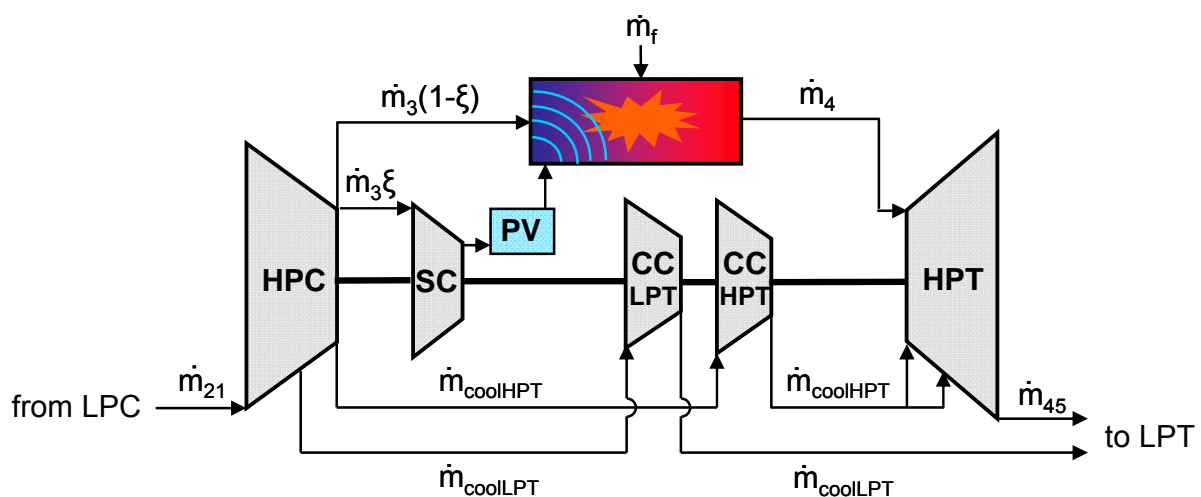 ṁf
ṁ3(1-ξ)
ṁ4
ṁ3ξ
PV
HPC
SC
CC
LPT
CC
HPT
HPT
ṁ21
from LPC
ṁcoolHPT
ṁcoolHPT
ṁ45
to LPT
ṁcoolLPT
ṁcoolLPT